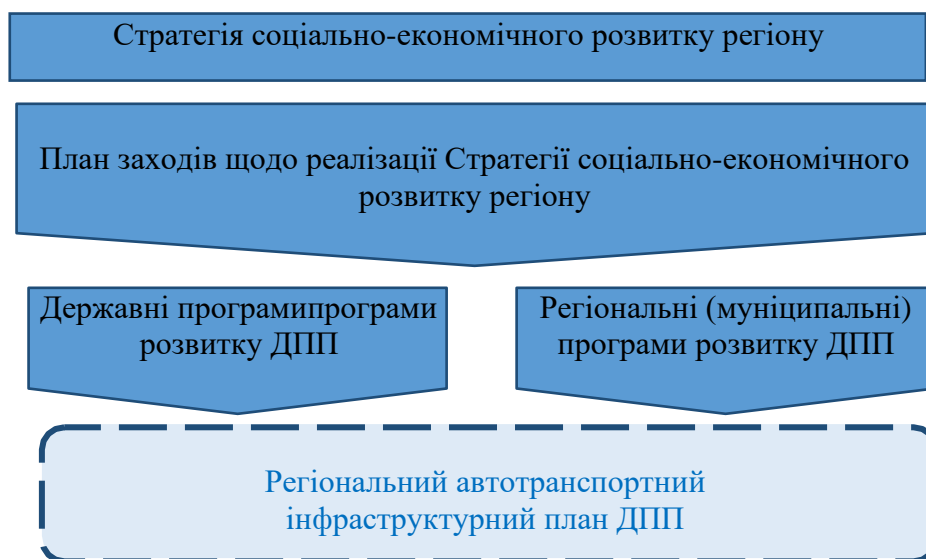 Стратегія соціально-економічного розвитку регіону
План заходів щодо реалізації Стратегії соціально-економічного
розвитку регіону
Державні програмипрограми
розвитку ДПП
Регіональні (муніципальні)
програми розвитку ДПП
Регіональний автотранспортний
інфраструктурний план ДПП